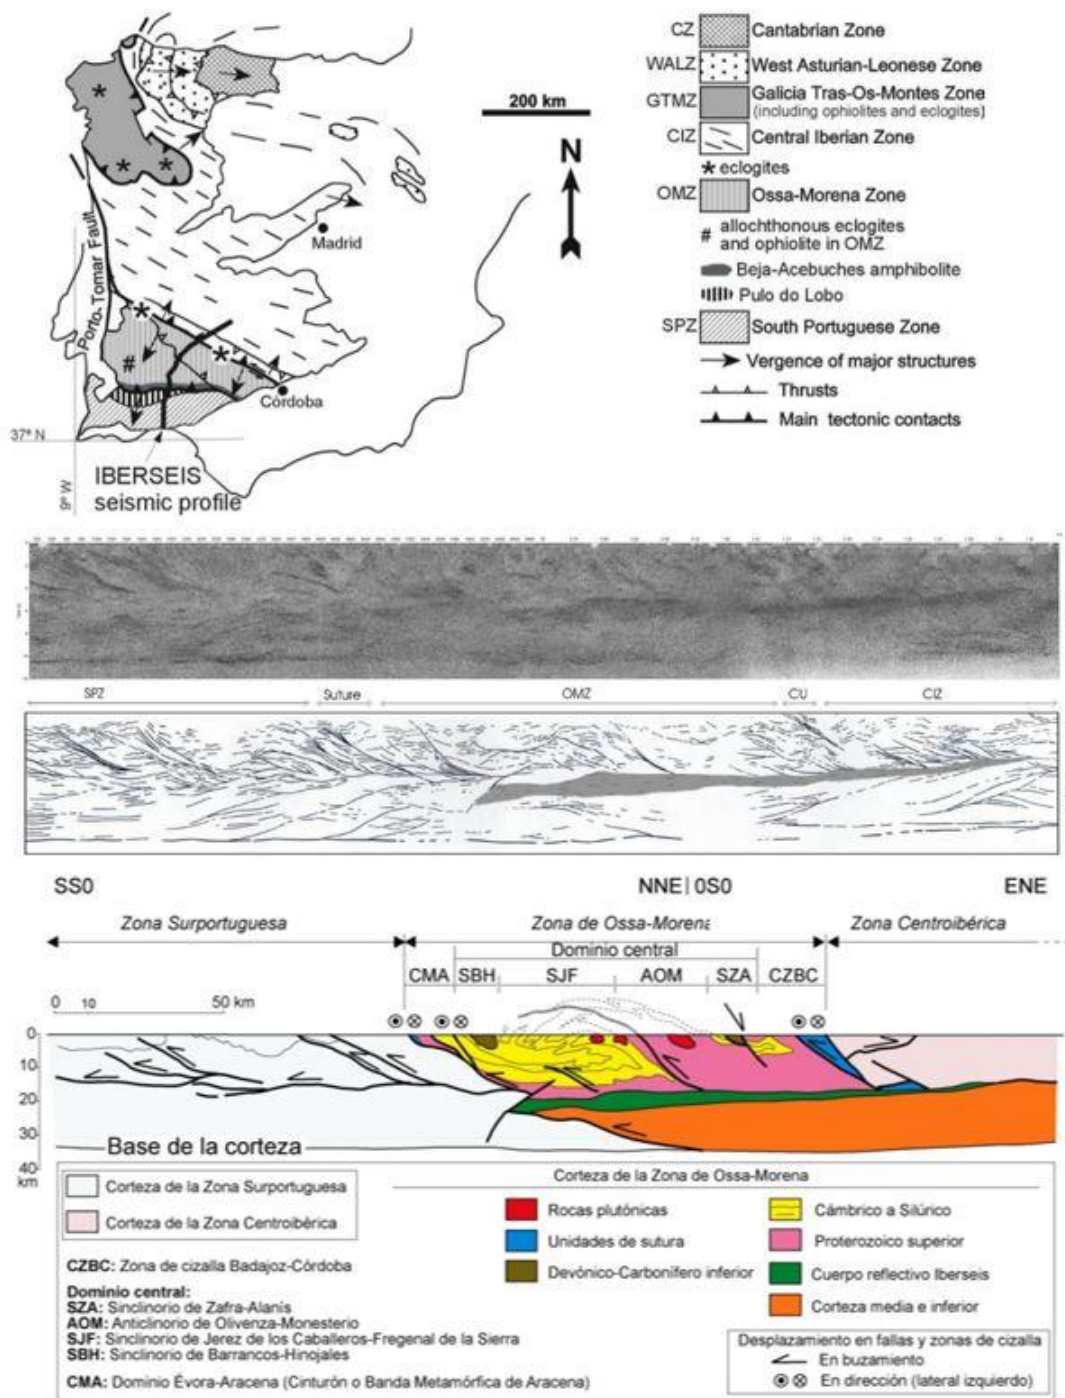 CZ Cantabrian Zone
WALZ West Asturian-Leonese Zone
GTMZ Galicia Tras-Os-Montes Zone
(including ophiolites and eclogites)
CIZ Central Iberian Zone
* eclogites
OMZ Ossa-Morena Zone
# allochthonous eclogites
and ophiolite in OMZ
Beja-Acebuches amphibolite
Pulo do Lobo
SPZ South Portuguese Zone
Vergence of major structures
Thrusts
Main tectonic contacts
200 km
N
Madrid
Porto-Tomar Fault
#
Córdoba
37º N
9º W
IBERSEIS
seismic profile
SPZ Suture OMZ CU CIZ
SSO NNE|OSO ENE
Zona Surportuguesa Zona de Ossa-Morena Zona Centroibérica
Dominio central
CMA SBH SJF AOM SZA CZBC
0 10 50 km
0
10
20
30
40
km
Base de la corteza
Corteza de la Zona Surportuguesa
Corteza de la Zona Centroibérica
CZBC: Zona de cizalla Badajoz-Córdoba
Dominio central:
SZA: Sinclinorio de Zafra-Alanís
AOM: Anticlinorio de Olivenza-Monesterio
SJF: Sinclinorio de Jerez de los Caballeros-Fregenal de la Sierra
SBH: Sinclinorio de Barrancos-Hinojales
CMA: Dominio Évora-Aracena (Cinturón o Banda Metamórfica de Aracena)
Corteza de la Zona de Ossa-Morena
Rocas plutónicas
Unidades de sutura
Devónico-Carbonífero inferior
Cámbrico a Silúrico
Proterozoico superior
Cuerpo reflectivo Iberseis
Corteza media e inferior
Desplazamiento en fallas y zonas de cizalla
En buzamiento
En dirección (lateral izquierdo)